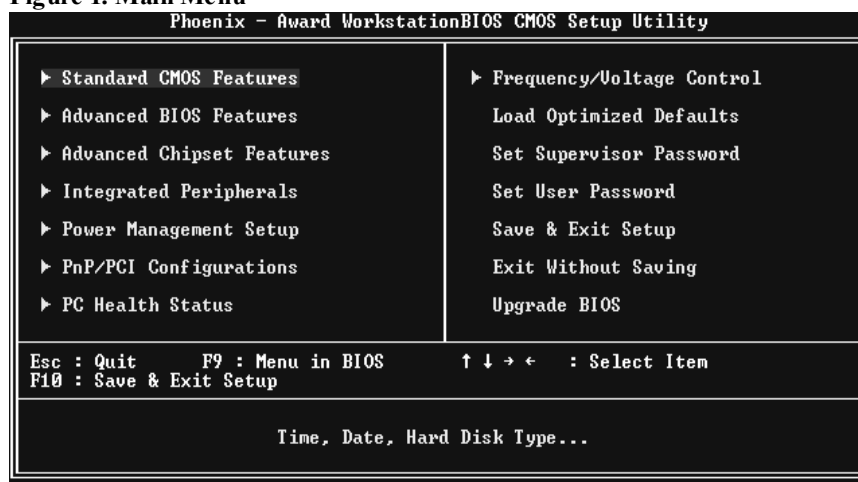 Figure 1. Main Menu
Phoenix - Award WorkstationBIOS CMOS Setup Utility
▶ Standard CMOS Features
▶ Advanced BIOS Features
▶ Advanced Chipset Features
▶ Integrated Peripherals
▶ Power Management Setup
▶ PnP/PCI Configurations
▶ PC Health Status
▶ Frequency/Voltage Control
Load Optimized Defaults
Set Supervisor Password
Set User Password
Save & Exit Setup
Exit Without Saving
Upgrade BIOS
Esc : Quit F9 : Menu in BIOS ↑ ↓ → ← : Select Item
F10 : Save & Exit Setup
Time, Date, Hard Disk Type...